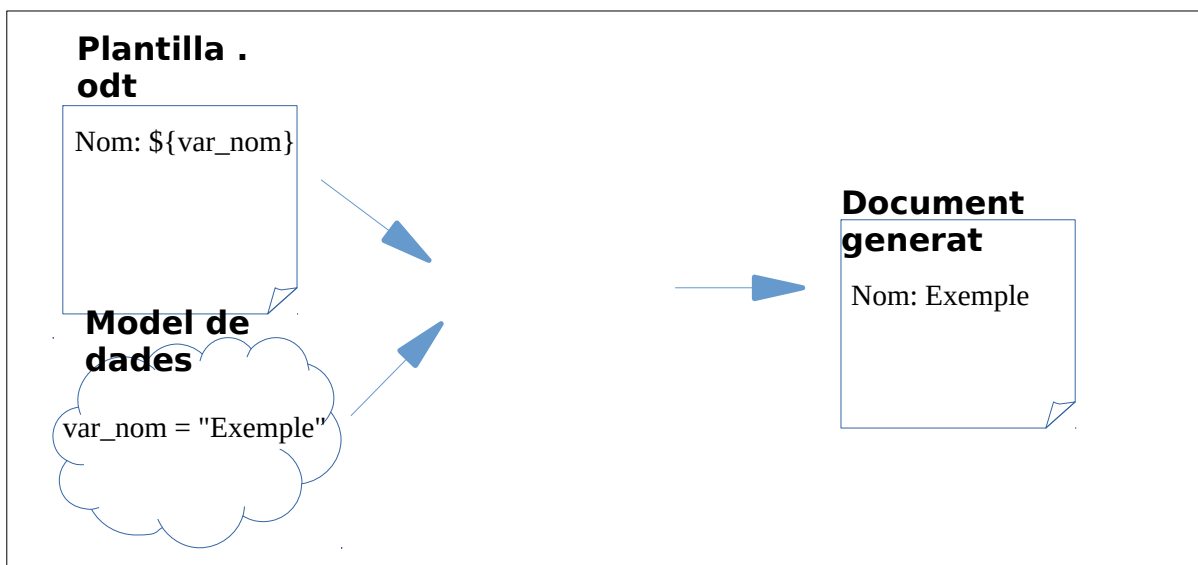 Plantilla .
odt
Nom: ${var_nom}
Model de
dades
var_nom = "Exemple"
Document
generat
Nom: Exemple